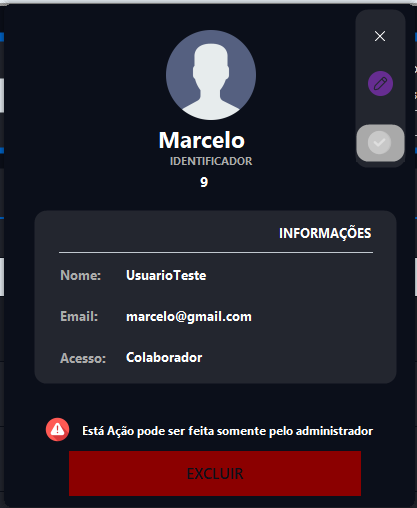 Marcelo
IDENTIFICADOR
9
INFORMAÇÕES
Nome: UsuarioTeste
Email: marcelo@gmail.com
Acesso: Colaborador
Está Ação pode ser feita somente pelo administrador
EXCLUIR